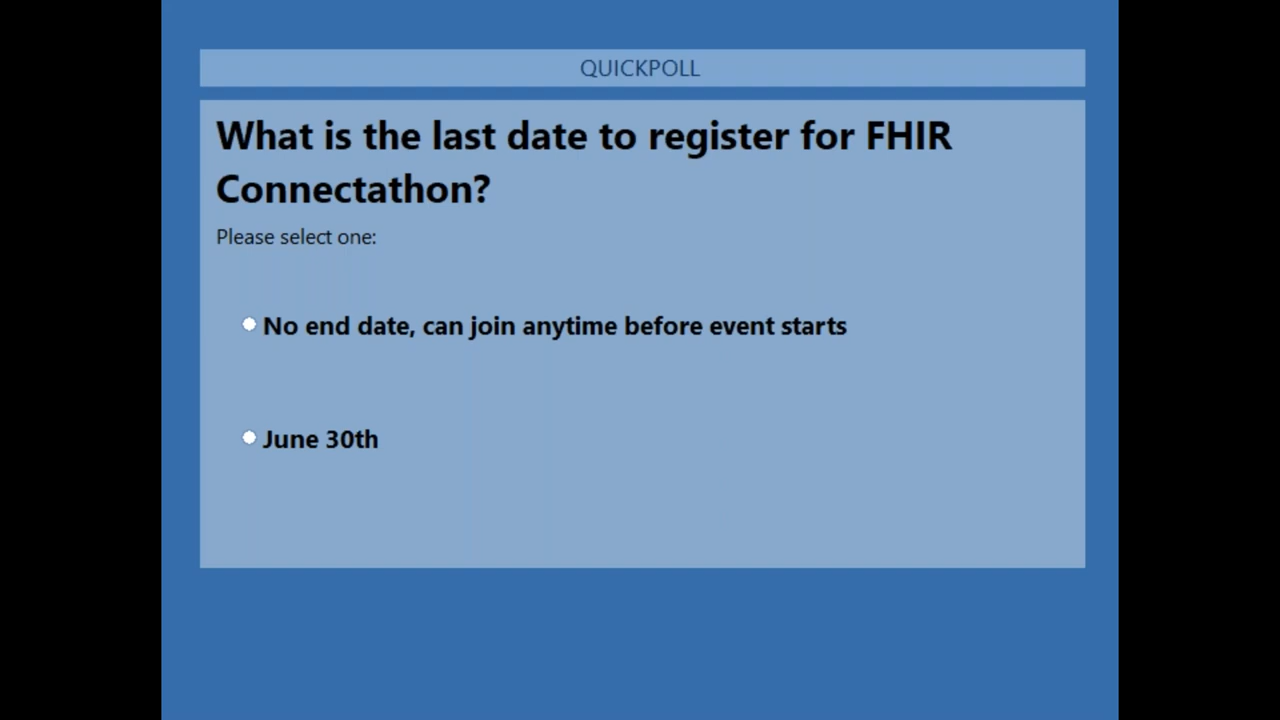 QUICKPOLL
What is the last date to register for FHIR
Connectathon?
Please select one:
No end date, can join anytime before event starts
June 30th